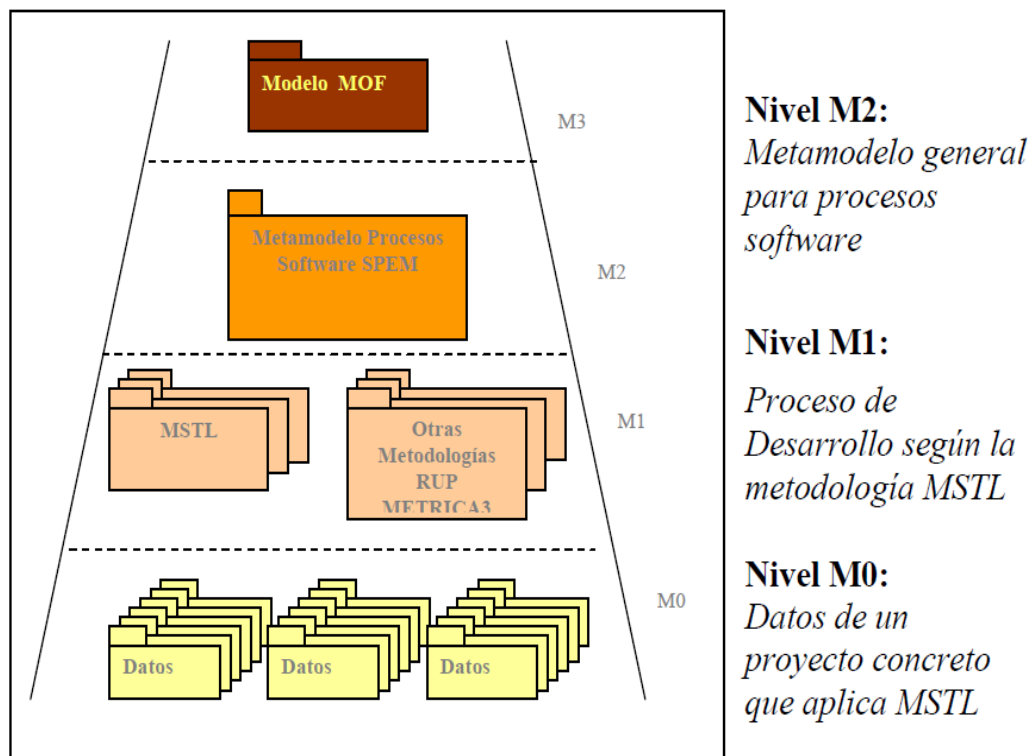 Modelo MOF
M3
Metamodelo Procesos
Software SPEM
M2
MSTL
Otras
Metodologías
RUP
METRICA3
M1
Datos
Datos
Datos
M0
Nivel M2:
Metamodelo general
para procesos
software
Nivel M1:
Proceso de
Desarrollo según la
metodología MSTL
Nivel M0:
Datos de un
proyecto concreto
que aplica MSTL